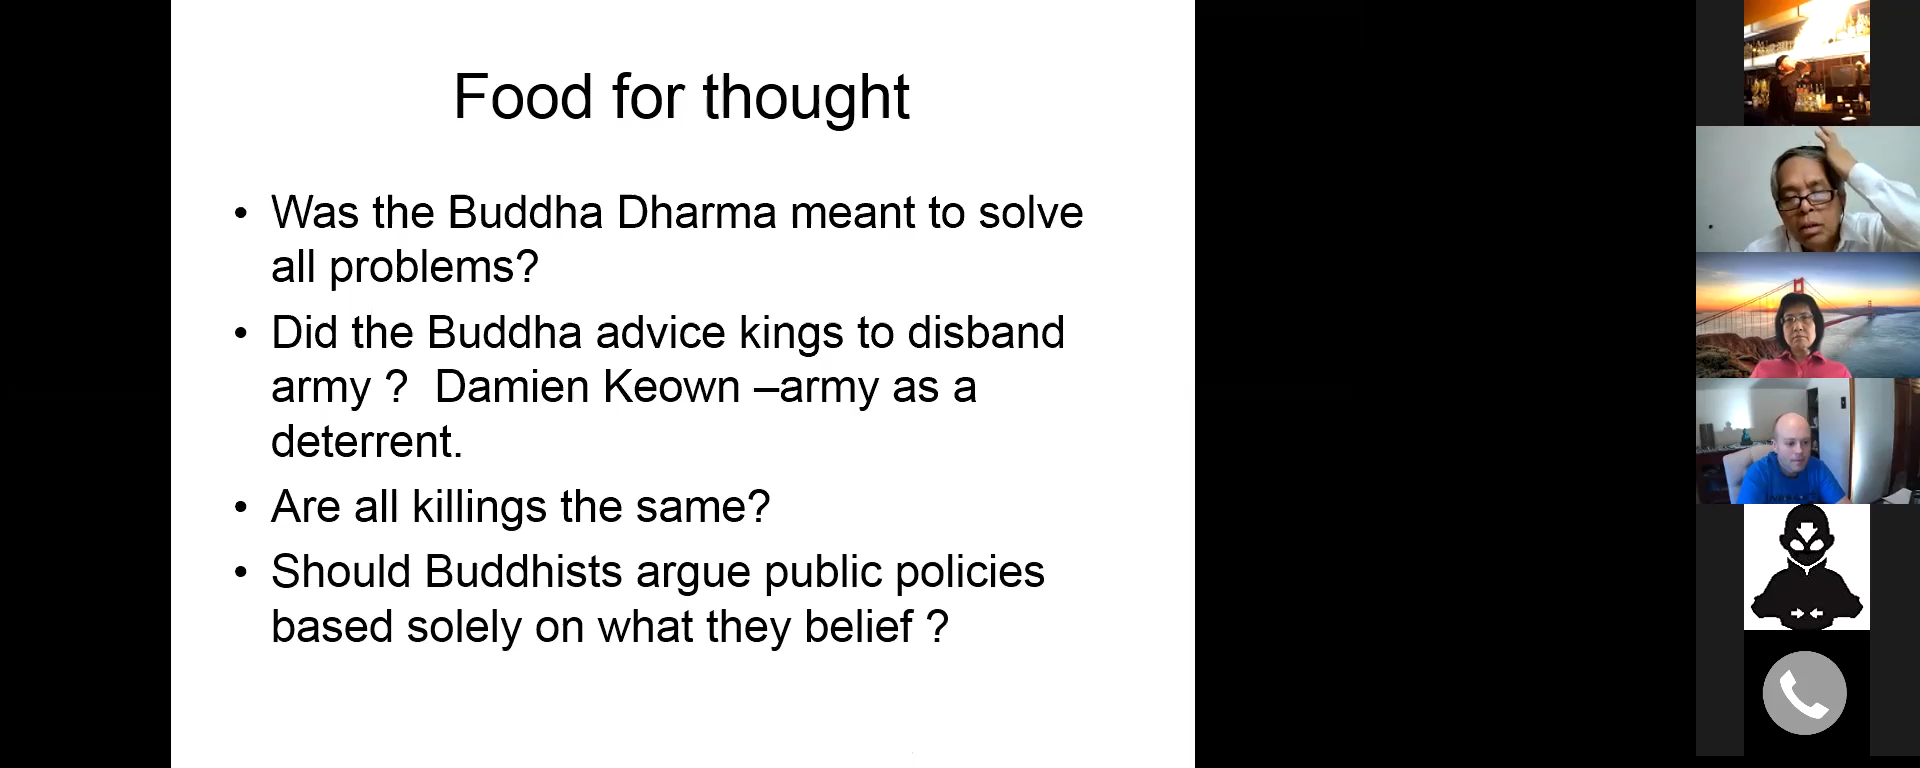 Food for thought
• Was the Buddha Dharma meant to solve
all problems?
• Did the Buddha advice kings to disband
army ?  Damien Keown –army as a
deterrent.
• Are all killings the same?
• Should Buddhists argue public policies
based solely on what they belief ?